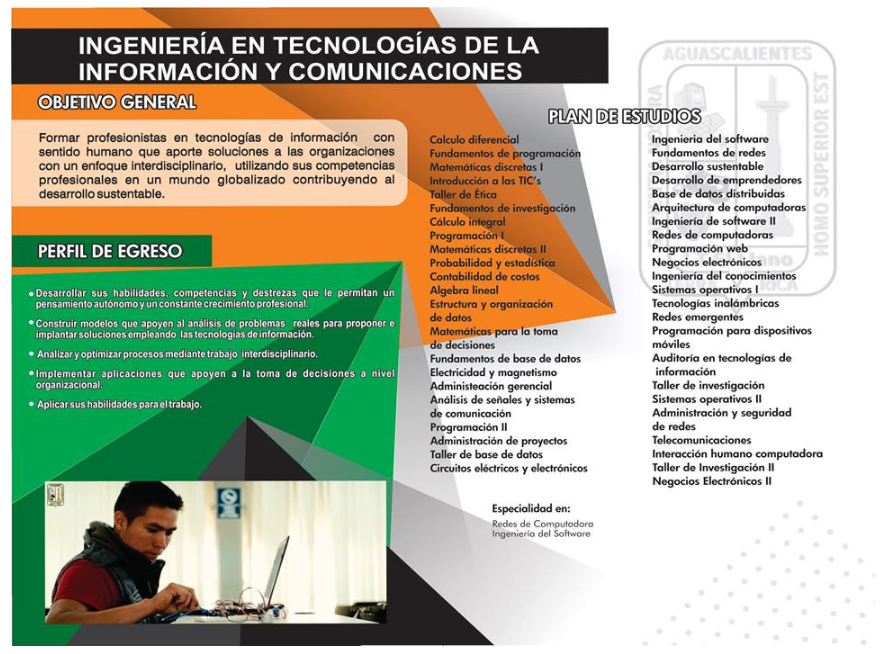 INGENIERÍA EN TECNOLOGÍAS DE LA
INFORMACIÓN Y COMUNICACIONES
OBJETIVO GENERAL
Formar profesionistas en tecnologías de información con
sentido humano que aporte soluciones a las organizaciones
con un enfoque interdisciplinario, utilizando sus competencias
profesionales en un mundo globalizado contribuyendo al
desarrollo sustentable.
PERFIL DE EGRESO
• Desarrollar sus habilidades, competencias y destrezas que le permitan un
pensamiento autónomo y un constante crecimiento profesional.
• Construir modelos que apoyen al análisis de problemas reales para proponer e
implantar soluciones empleando las tecnologías de información.
• Analizar y optimizar procesos mediante trabajo interdisciplinario.
• Implementar aplicaciones que apoyen a la toma de decisiones a nivel
organizacional.
• Aplicar sus habilidades para el trabajo.
PLAN DE ESTUDIOS
Calculo diferencial
Fundamentos de programación
Matemáticas discretas I
Introducción a las TIC's
Taller de Ética
Fundamentos de investigación
Cálculo integral
Programación I
Matemáticas discretas II
Probabilidad y estadística
Contabilidad de costos
Algebra lineal
Estructura y organización
de datos
Matemáticas para la toma
de decisiones
Fundamentos de base de datos
Electricidad y magnetismo
Administeación gerencial
Análisis de señales y sistemas
de comunicación
Programación II
Administración de proyectos
Taller de base de datos
Circuitos eléctricos y electrónicos
Ingenieria del software
Fundamentos de redes
Desarrollo sustentable
Desarrollo de emprendedores
Base de datos distribuidas
Arquitectura de computadoras
Ingeniería de software II
Redes de computadoras
Programación web
Negocios electrónicos
Ingeniería del conocimientos
Sistemas operativos I
Tecnologías inalámbricas
Redes emergentes
Programación para dispositivos
móviles
Auditoría en tecnologías de
información
Taller de investigación
Sistemas operativos II
Administración y seguridad
de redes
Telecomunicaciones
Interacción humano computadora
Taller de Investigación II
Negocios Electrónicos II
Especialidad en:
Redes de Computadora
Ingeniería del Software
AGUASCALIENTES
HOMO SUPERIOR EST